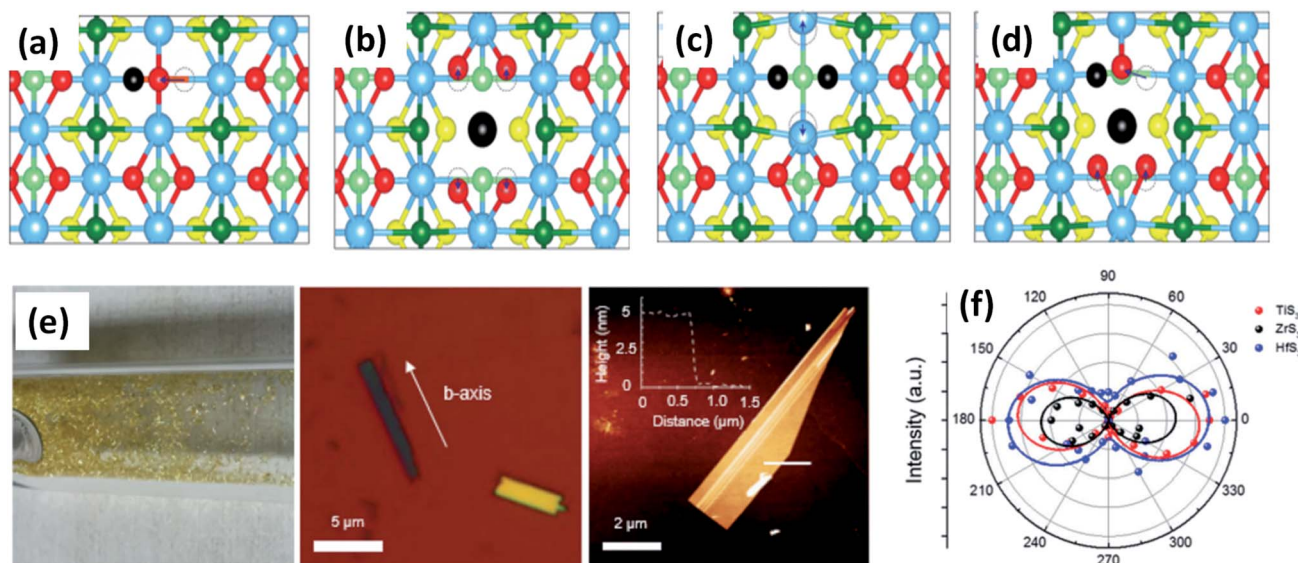 (a)
(b)
(c)
(d)
(e)
b-axis
5 μm
Height (nm)
5
2.5
0
0
0.5
1.0
1.5
Distance (μm)
2 μm
(f)
Intensity (a.u.)
90
120
60
150
30
180
0
210
330
240
300
270
TiS
ZrS
HfS